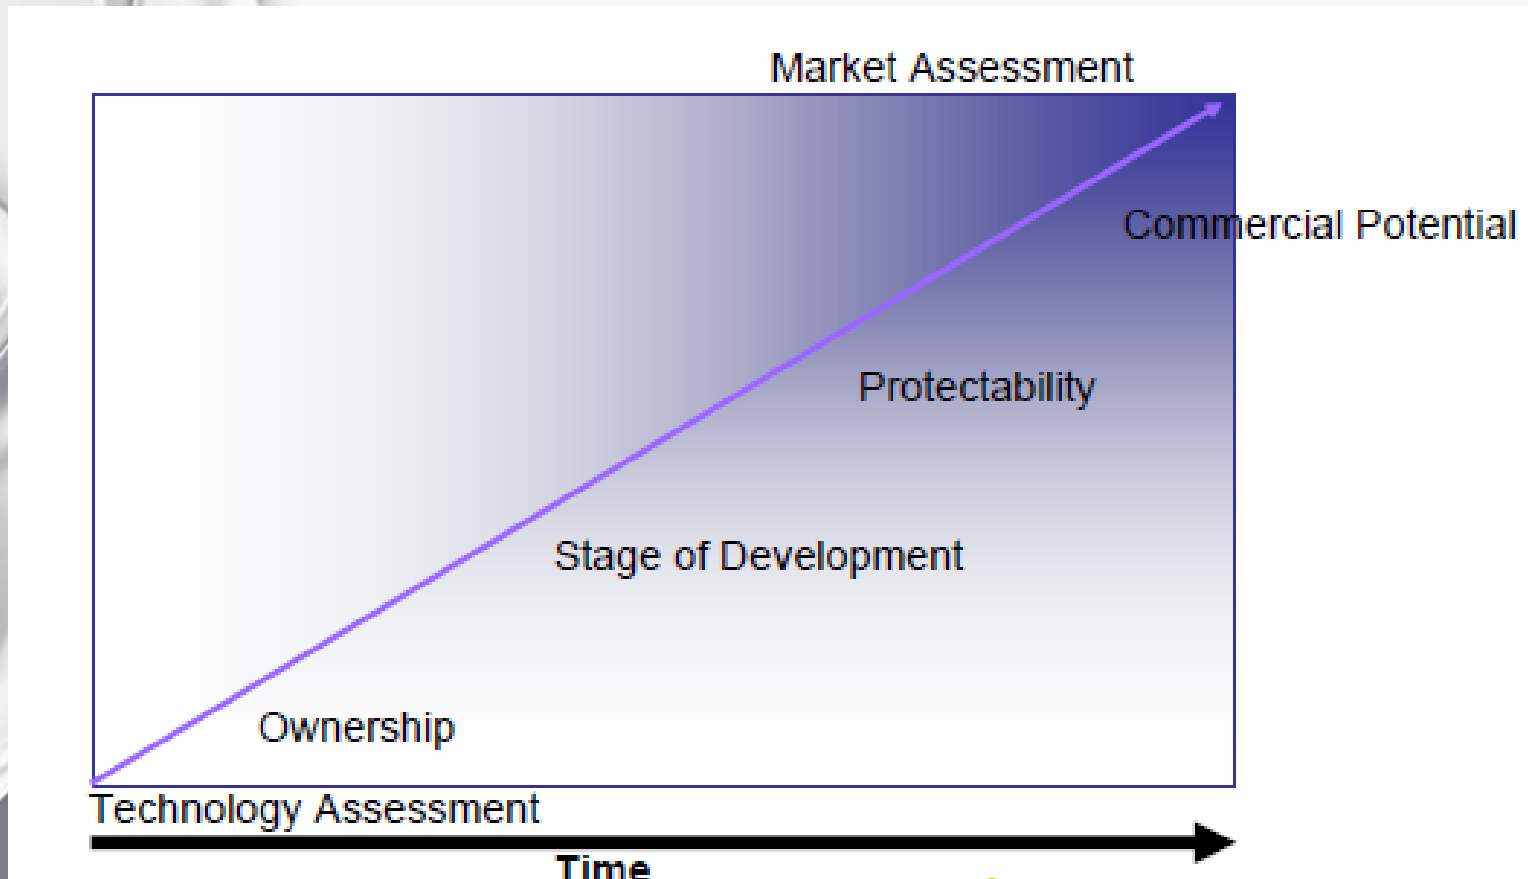 Market Assessment
Commercial Potential
Protectability
Stage of Development
Ownership
Technology Assessment
Time